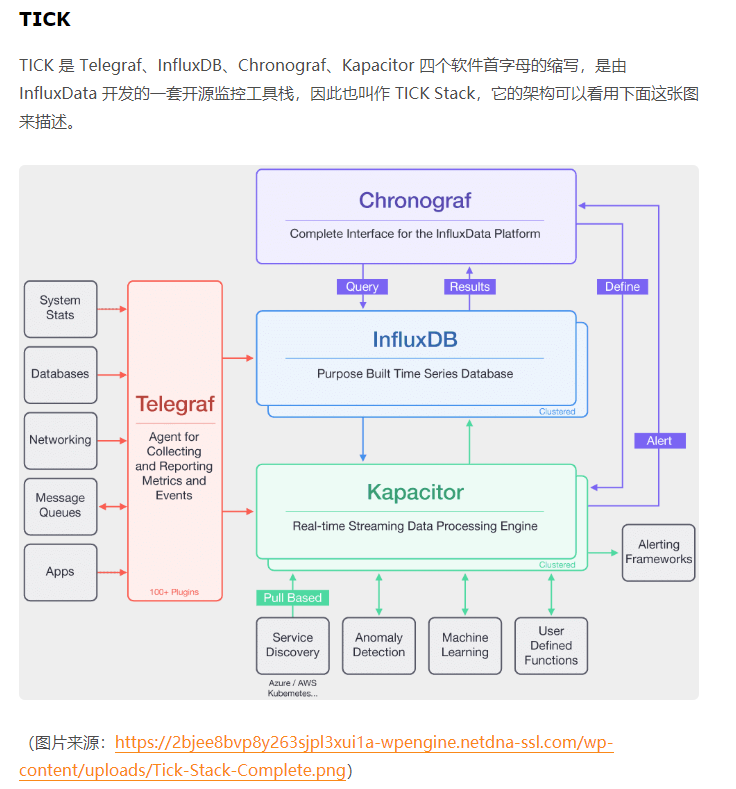 TICK
TICK 是 Telegraf、InfluxDB、Chronograf、Kapacitor 四个软件首字母的缩写，是由
InfluxData 开发的一套开源监控工具栈，因此也叫作 TICK Stack，它的架构可以看用下面这张图
来描述。
Chronograf
Complete Interface for the InfluxData Platform
Query
Results
Define
System
Stats
Databases
Networking
Message
Queues
Apps
Telegraf
Agent for
Collecting
and Reporting
Metrics and
Events
100+ Plugins
InfluxDB
Purpose Built Time Series Database
Clustered
Alert
Kapacitor
Real-time Streaming Data Processing Engine
Clustered
Alerting
Frameworks
Pull Based
Service
Discovery
Azure / AWS
Kubernetes...
Anomaly
Detection
Machine
Learning
User
Defined
Functions
（图片来源：https://2bjee8bvp8y263sjpl3xui1a-wpengine.netdna-ssl.com/wp-
content/uploads/Tick-Stack-Complete.png）